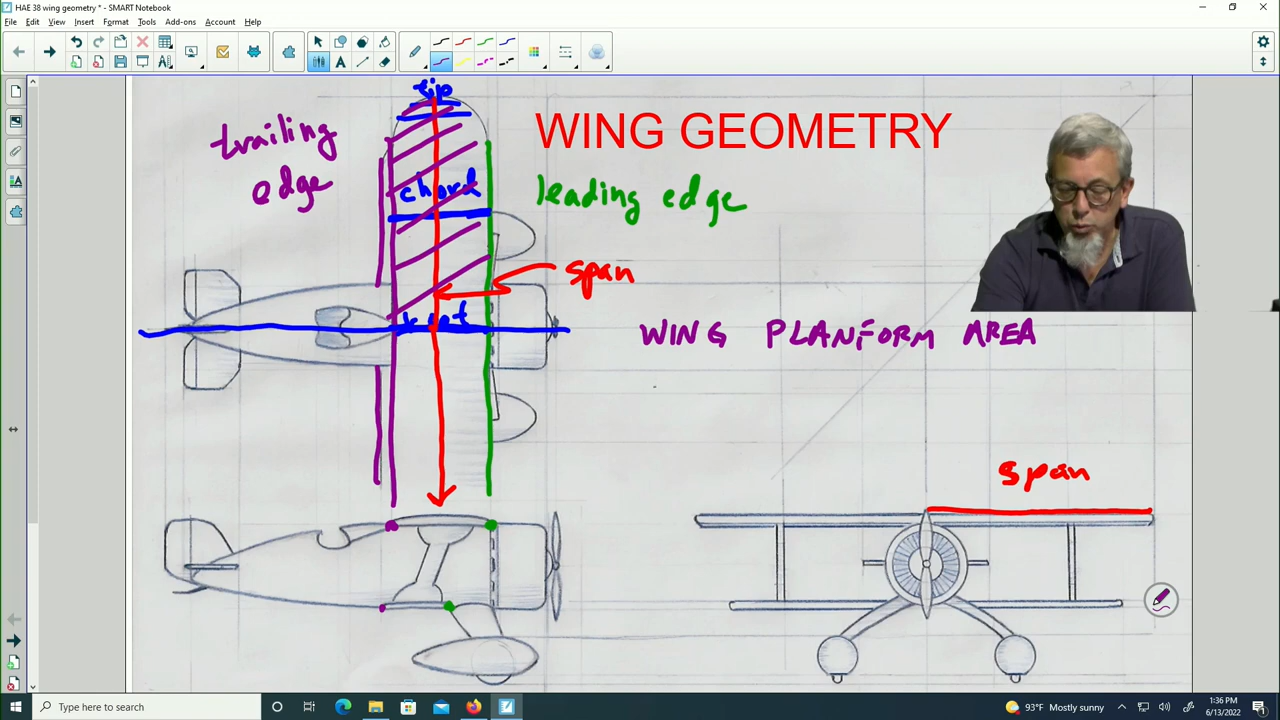 HAE 38 wing geometry * - SMART Notebook
File Edit View Insert Format Tools Add-ons Account Help
tip
WING GEOMETRY
trailing
edge
chord
leading edge
span
root
WING PLANFORM AREA
span
Type here to search
93°F Mostly sunny
1:36 PM
6/13/2022